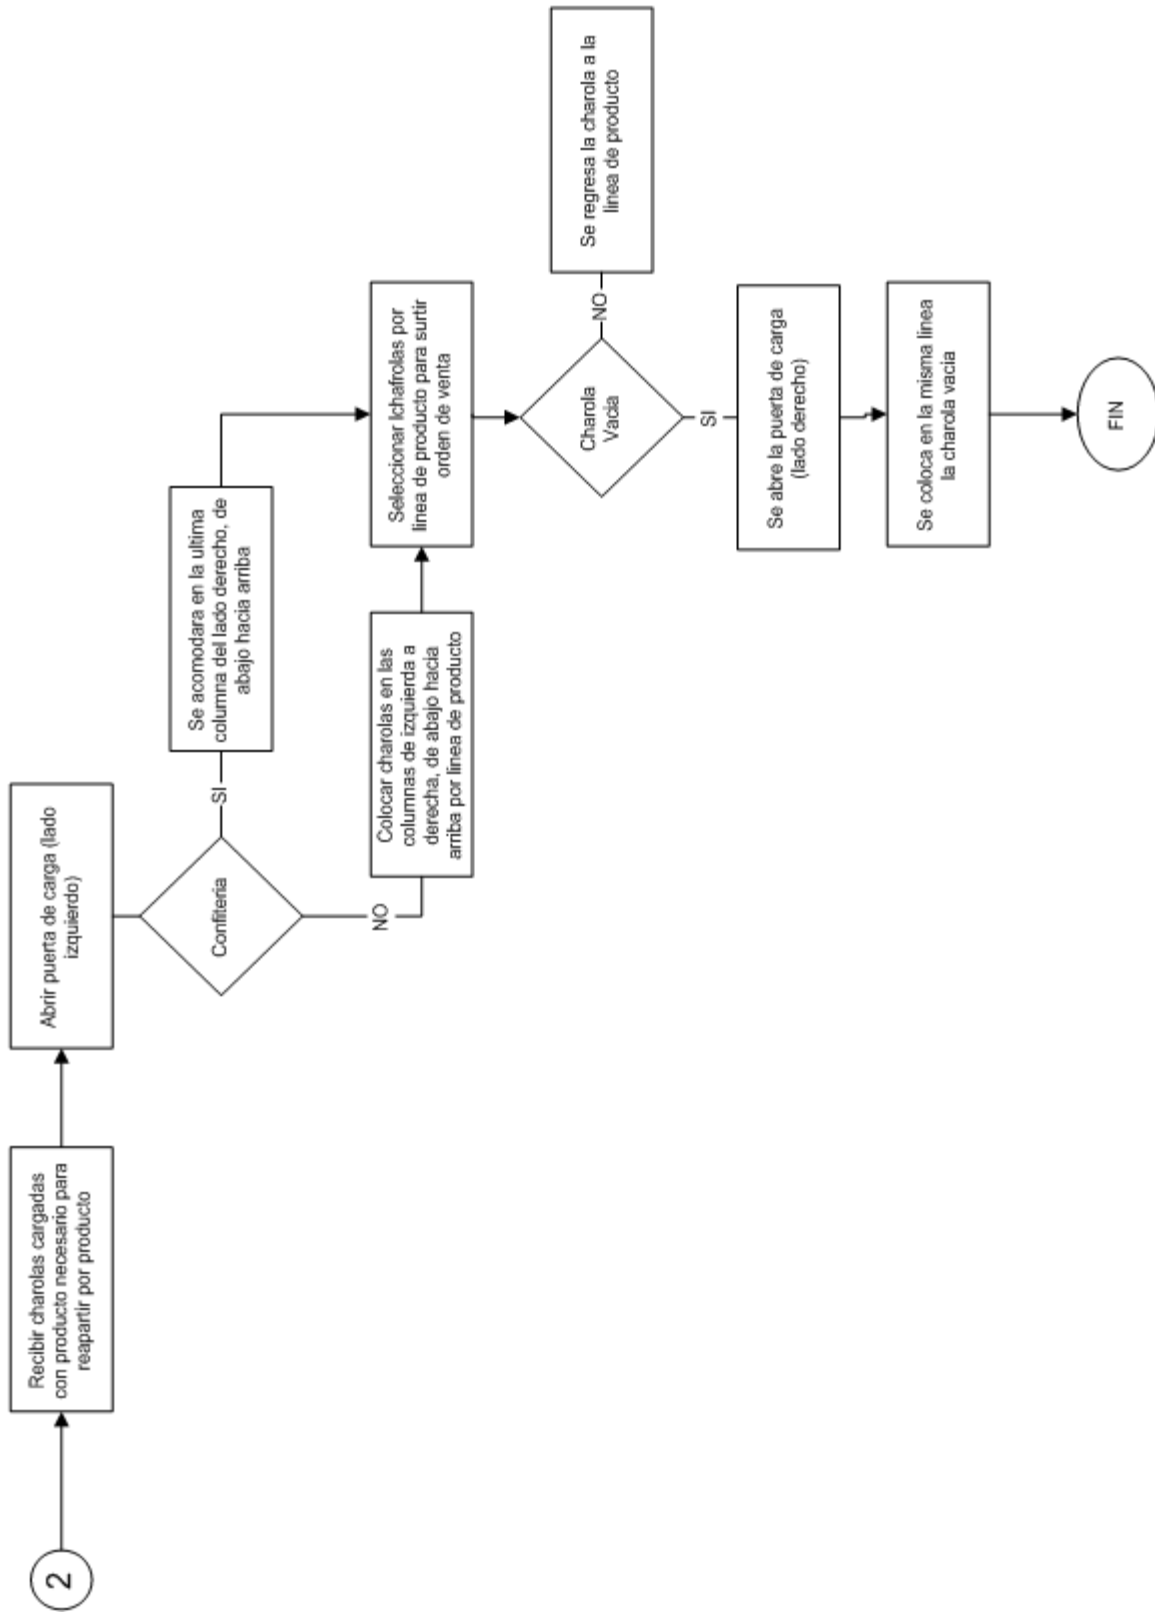 2
Recibir charolas cargadas
con producto necesario para
reapartir por producto
Abrir puerta de carga (lado
izquierdo)
Confiteria
SI
Se acomodara en la ultima
columna del lado derecho, de
abajo hacia arriba
NO
Colocar charolas en las
columnas de izquierda a
derecha, de abajo hacia
arriba por linea de producto
Seleccionar lchafrolas por
linea de producto para surtir
orden de venta
Charola
Vacia
NO
Se regresa la charola a la
linea de producto
SI
Se abre la puerta de carga
(lado derecho)
Se coloca en la misma linea
la charola vacia
FIN